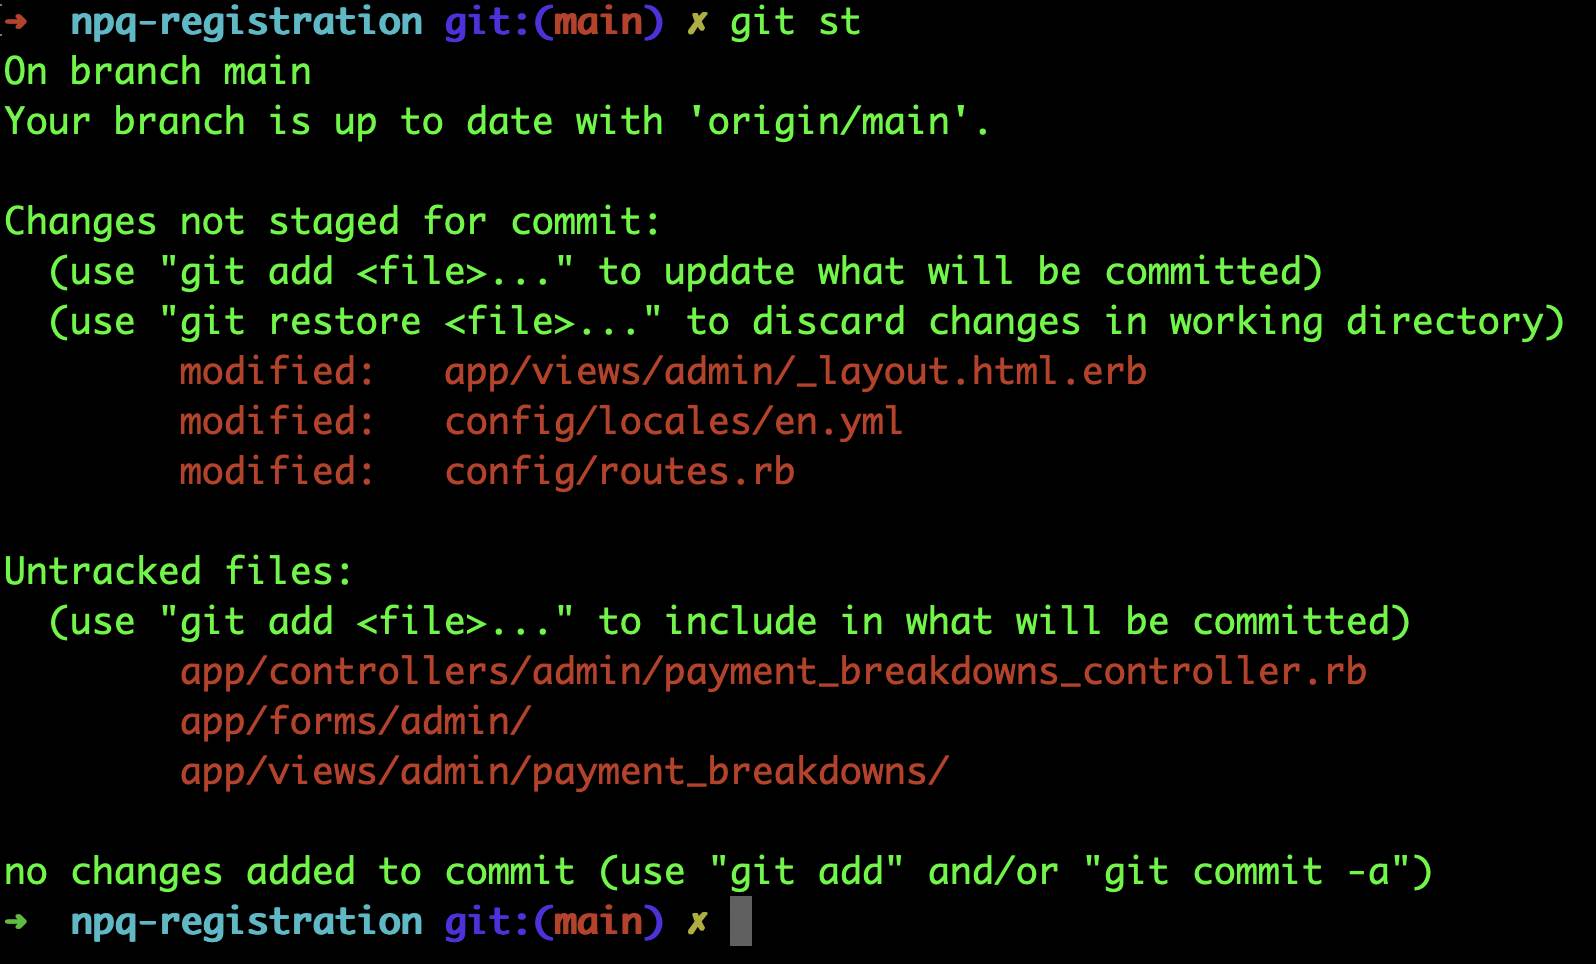 ➜  npq-registration git:(main) ✗ git st
On branch main
Your branch is up to date with 'origin/main'.

Changes not staged for commit:
  (use "git add <file>..." to update what will be committed)
  (use "git restore <file>..." to discard changes in working directory)
        modified:   app/views/admin/_layout.html.erb
        modified:   config/locales/en.yml
        modified:   config/routes.rb

Untracked files:
  (use "git add <file>..." to include in what will be committed)
        app/controllers/admin/payment_breakdowns_controller.rb
        app/forms/admin/
        app/views/admin/payment_breakdowns/

no changes added to commit (use "git add" and/or "git commit -a")
➜  npq-registration git:(main) ✗